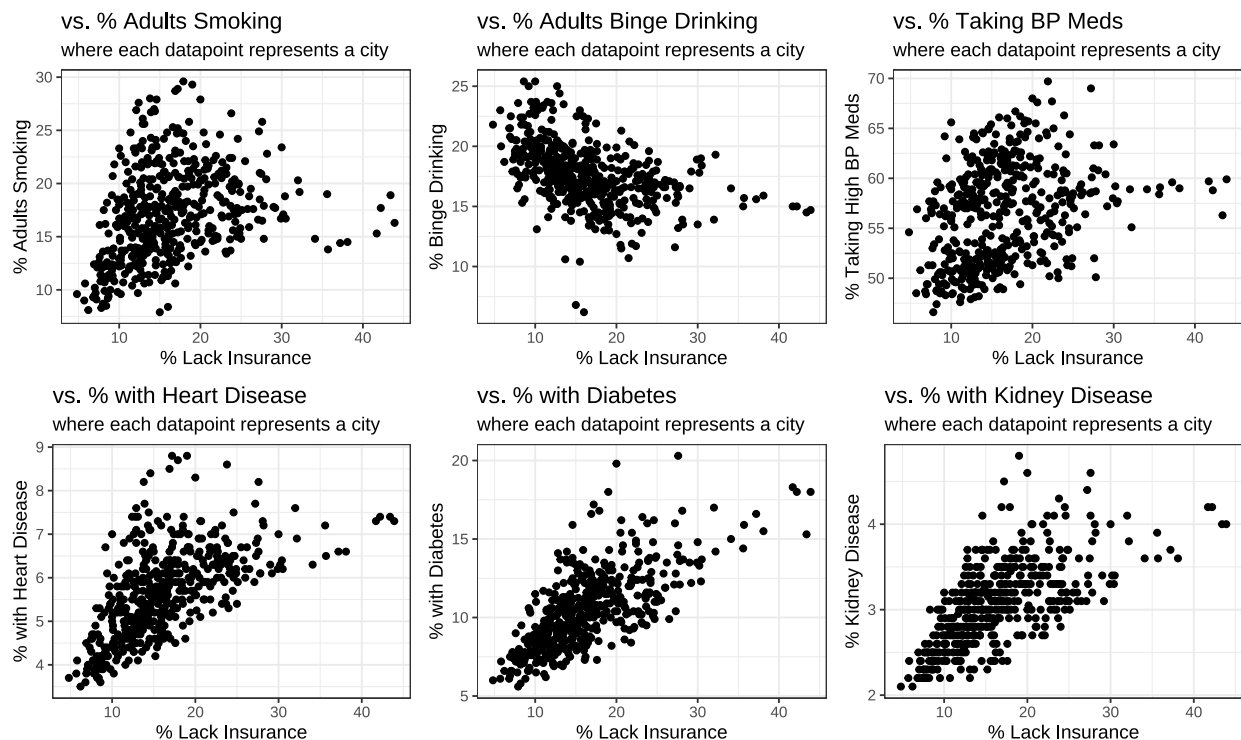 vs. % Adults Smoking
where each datapoint represents a city
30
25
20
15
10
% Adults Smoking
10 20 30 40
% Lack Insurance
vs. % Adults Binge Drinking
where each datapoint represents a city
25
20
15
10
% Binge Drinking
10 20 30 40
% Lack Insurance
vs. % Taking BP Meds
where each datapoint represents a city
70
65
60
55
50
% Taking High BP Meds
10 20 30 40
% Lack Insurance
vs. % with Heart Disease
where each datapoint represents a city
9
8
7
6
5
4
% with Heart Disease
10 20 30 40
% Lack Insurance
vs. % with Diabetes
where each datapoint represents a city
20
15
10
5
% with Diabetes
10 20 30 40
% Lack Insurance
vs. % with Kidney Disease
where each datapoint represents a city
4
3
2
% Kidney Disease
10 20 30 40
% Lack Insurance